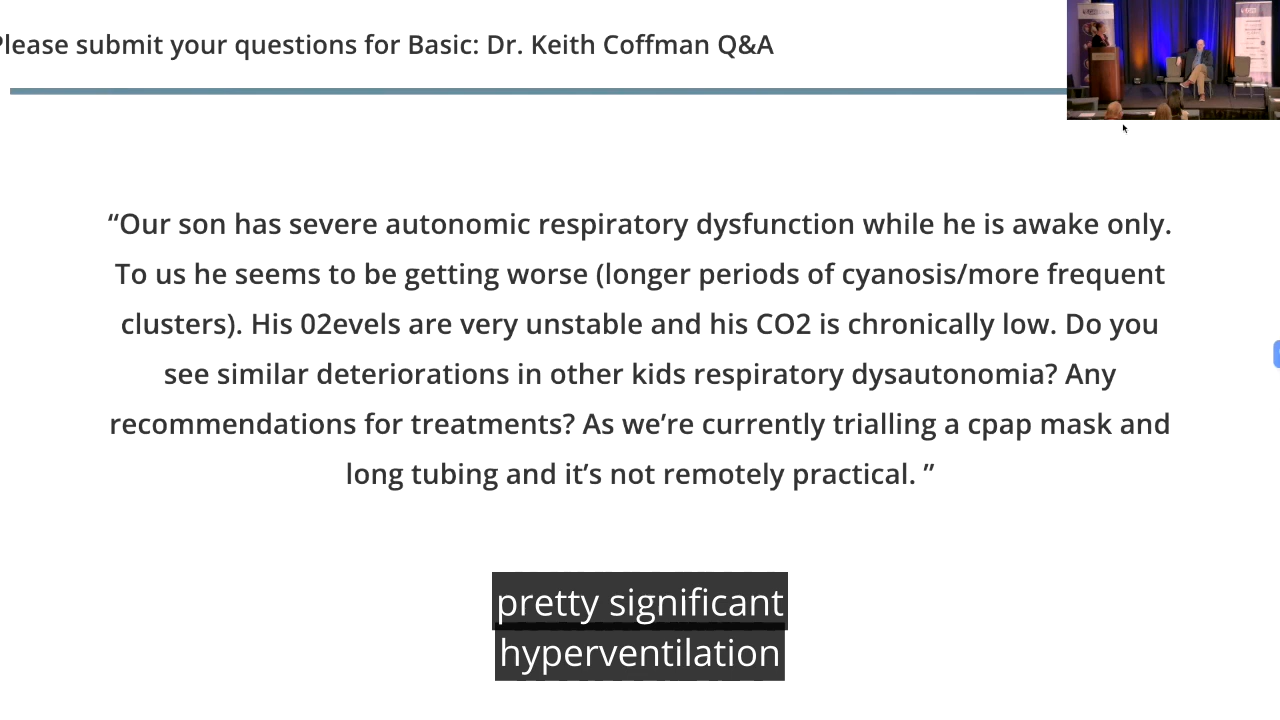 Please submit your questions for Basic: Dr. Keith Coffman Q&A
“Our son has severe autonomic respiratory dysfunction while he is awake only.
To us he seems to be getting worse (longer periods of cyanosis/more frequent
clusters). His 02evels are very unstable and his CO2 is chronically low. Do you
see similar deteriorations in other kids respiratory dysautonomia? Any
recommendations for treatments? As we’re currently trialling a cpap mask and
long tubing and it’s not remotely practical. ”
pretty significant
hyperventilation